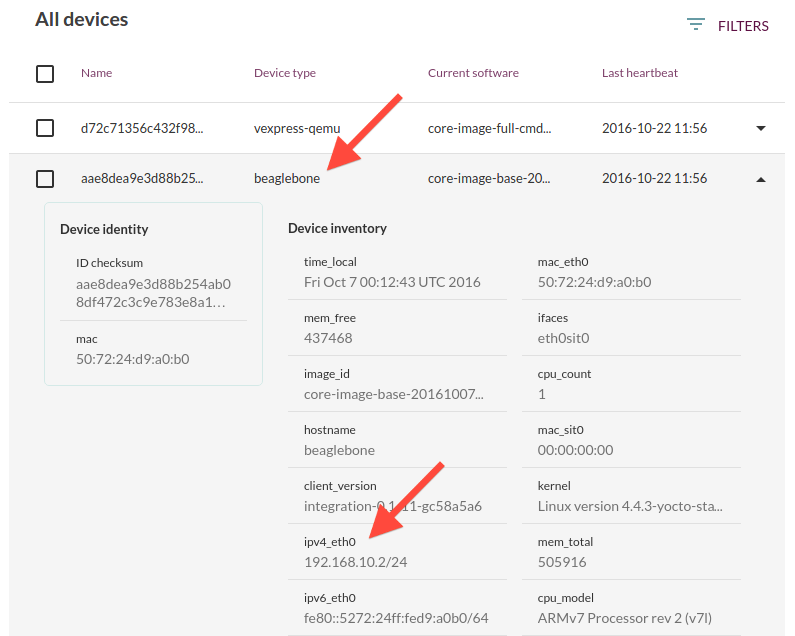 All devices
FILTERS
Name Device type Current software Last heartbeat
d72c71356c432f98... vexpress-qemu core-image-full-cmd... 2016-10-22 11:56
aae8dea9e3d88b25... beaglebone core-image-base-20... 2016-10-22 11:56
Device identity
ID checksum
aae8dea9e3d88b254ab0
8df472c3c9e783e8a1...
mac
50:72:24:d9:a0:b0
Device inventory
time_local mac_eth0
Fri Oct 7 00:12:43 UTC 2016 50:72:24:d9:a0:b0
mem_free ifaces
437468 eth0sit0
image_id cpu_count
core-image-base-20161007... 1
hostname mac_sit0
beaglebone 00:00:00:00
client_version kernel
integration-0.1-11-gc58a5a6 Linux version 4.4.3-yocto-sta...
ipv4_eth0 mem_total
192.168.10.2/24 505916
ipv6_eth0 cpu_model
fe80::5272:24ff:fed9:a0b0/64 ARMv7 Processor rev 2 (v7l)